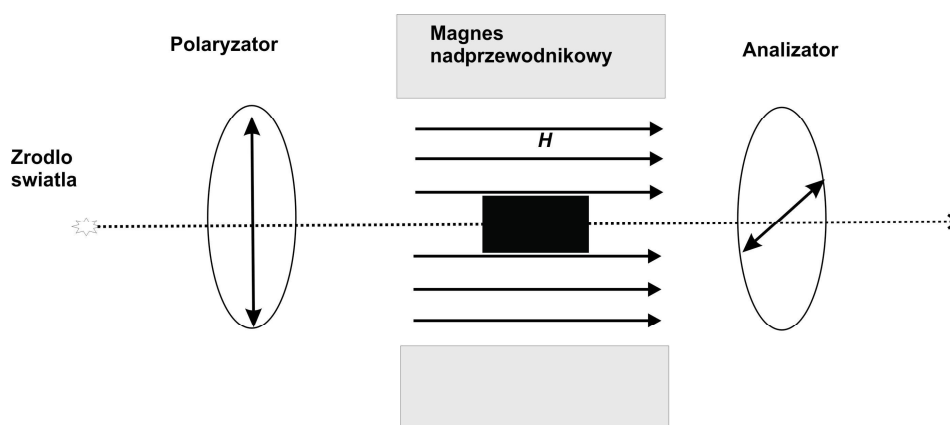 Polaryzator
Magnes
nadprzewodnikowy
Analizator
H
Zrodlo
swiatla